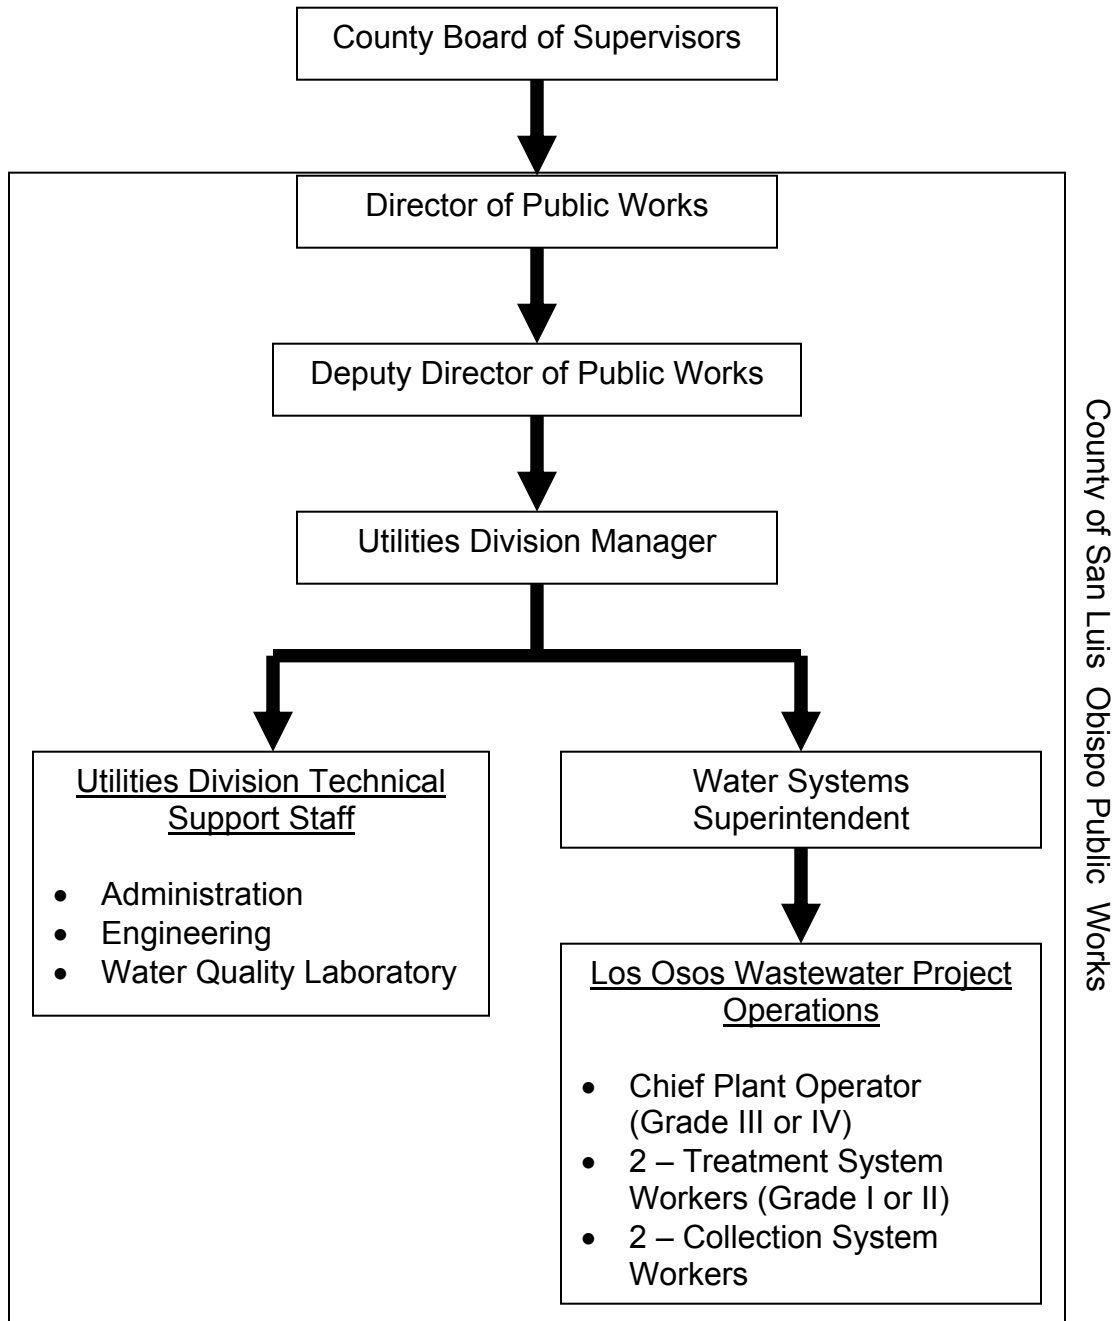 County Board of Supervisors
Director of Public Works
Deputy Director of Public Works
Utilities Division Manager
Utilities Division Technical
Support Staff
• Administration
• Engineering
• Water Quality Laboratory
Water Systems
Superintendent
Los Osos Wastewater Project
Operations
• Chief Plant Operator
(Grade III or IV)
• 2 – Treatment System
Workers (Grade I or II)
• 2 – Collection System
Workers
County of San Luis Obispo Public Works